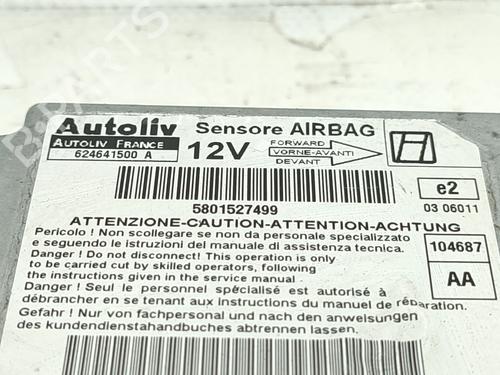 Autoliv
Sensore AIRBAG
AUTOLIV FRANCE
624641500 A
12V
FORWARD
VORNE-AVANTI
DEVANT
5801527499
e2
03 06011
ATTENZIONE-CAUTION-ATTENTION-ACHTUNG
Pericolo ! Non scollegare se non da personale specializzato
e seguendo le istruzioni del manuale di assistenza tecnica.
Danger ! Do not disconnect! This operation is only
to be carried cut by skilled operators, following
the instructions given in the service manual .
Danger ! Seul le personnel spécialisé est autorisé à
débrancher en se tenant aux instructions du manuel de réparation.
Gefahr ! Nur von fachpersonal und nach den anweisungen
des kundendienstahandbuches abtrennen lassen.
104687
AA